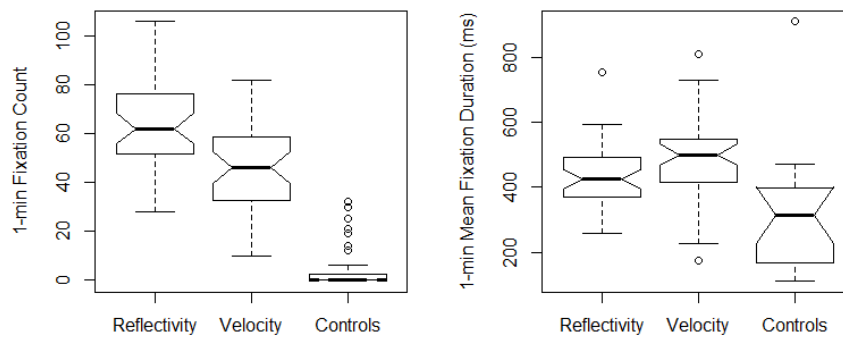 1-min Fixation Count
100
80
60
40
20
0
Reflectivity Velocity Controls
1-min Mean Fixation Duration (ms)
800
600
400
200
Reflectivity Velocity Controls